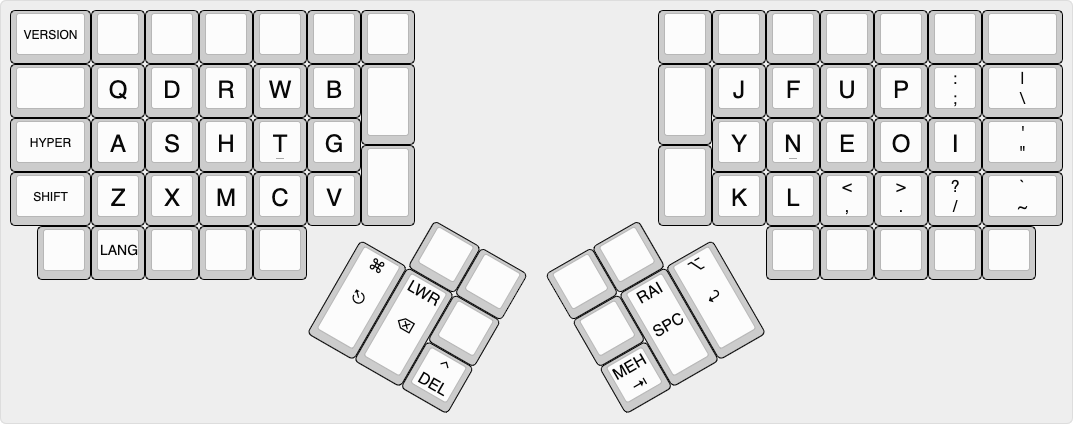 VERSION
Q D R W B
J F U P : ;
| \
HYPER A S H T G
Y N E O I ' "
SHIFT Z X M C V
K L < , > . ? / ` ~
LANG
⌘
⎋
LWR
⌫
^
DEL
RAI
SPC
MEH
⇥
⌥
↩